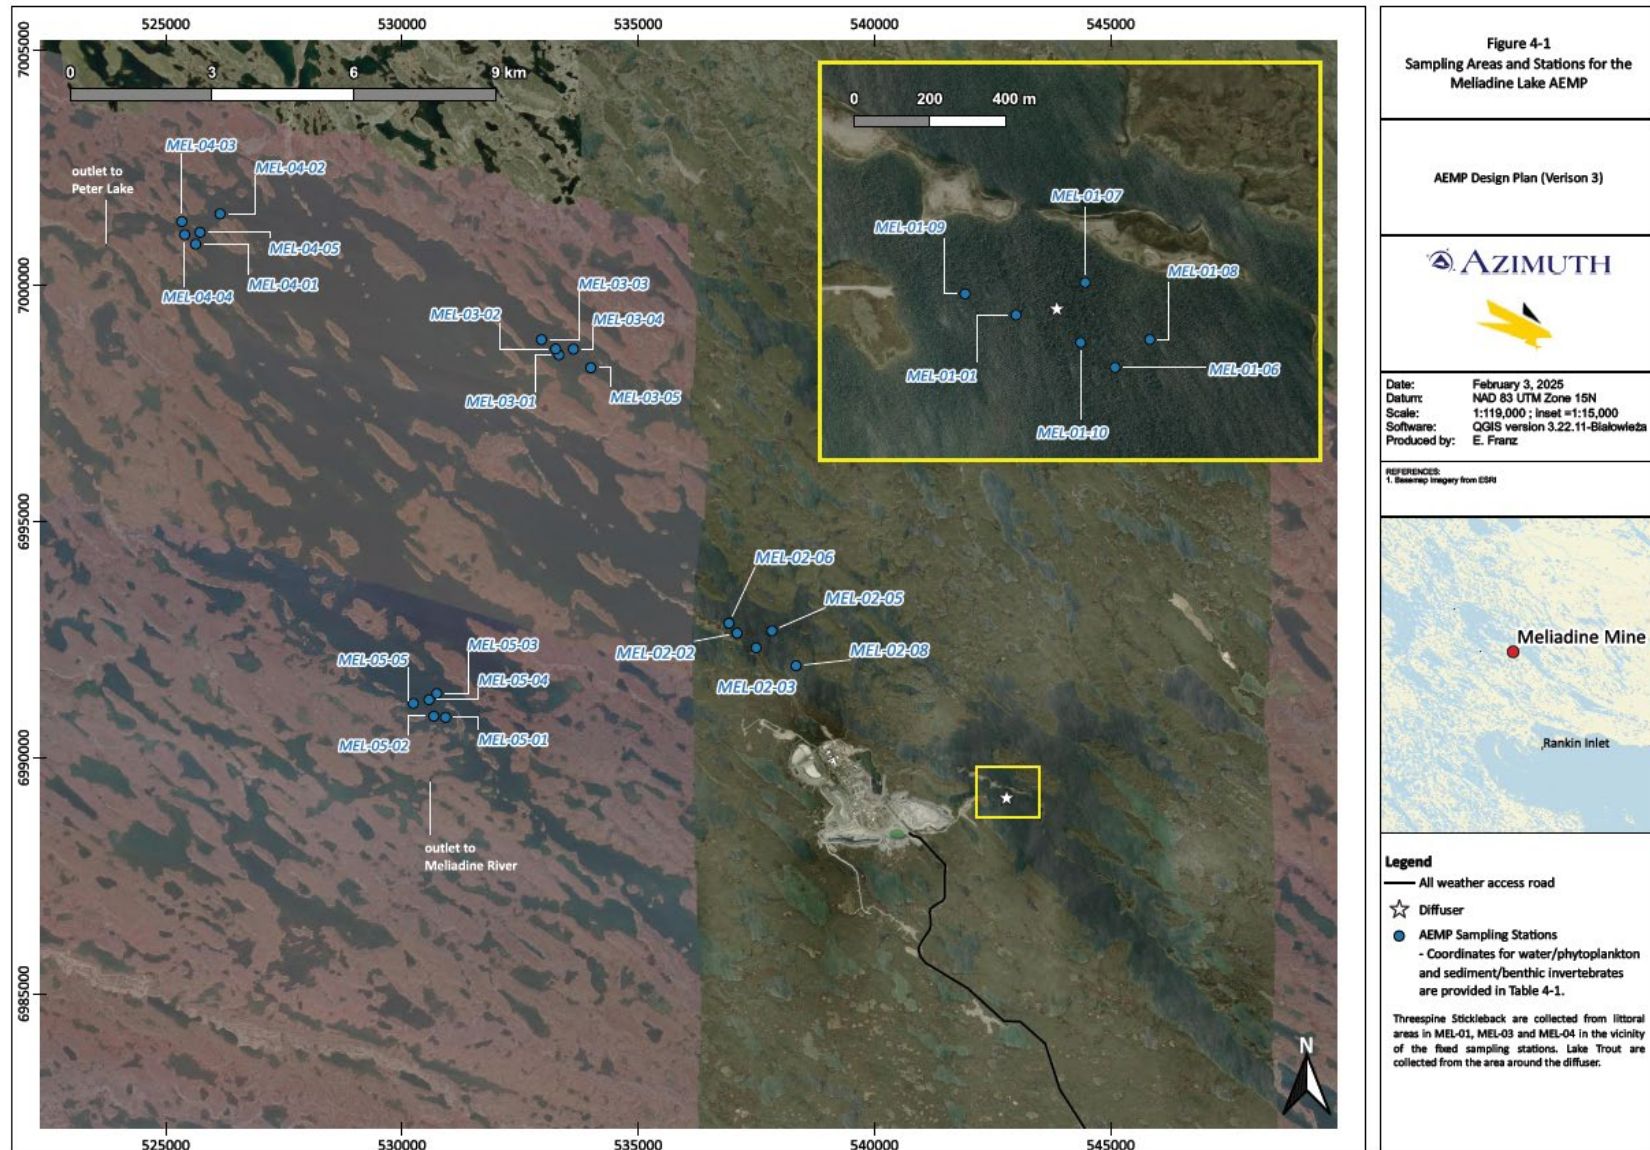 525000
530000
535000
540000
545000
7005000
7000000
6995000
6990000
6985000
0
3
6
9 km
MEL-04-03
MEL-04-02
outlet to
Peter Lake
MEL-04-05
MEL-04-01
MEL-04-04
MEL-03-03
MEL-03-02
MEL-03-04
MEL-03-01
MEL-03-05
0
200
400 m
MEL-01-07
MEL-01-09
MEL-01-08
MEL-01-01
MEL-01-06
MEL-01-10
MEL-02-06
MEL-02-05
MEL-02-02
MEL-02-08
MEL-02-03
MEL-05-03
MEL-05-05
MEL-05-04
MEL-05-02
MEL-05-01
outlet to
Meliadine River
N
525000
530000
535000
540000
545000
Figure 4-1
Sampling Areas and Stations for the
Meliadine Lake AEMP
AEMP Design Plan (Verison 3)
AZIMUTH
Date: February 3, 2025
Datum: NAD 83 UTM Zone 15N
Scale: 1:119,000 ; inset =1:15,000
Software: QGIS version 3.22.11-Białowieża
Produced by: E. Franz
REFERENCES:
1. Basemap imagery from ESRI
Meliadine Mine
Rankin Inlet
Legend
All weather access road
Diffuser
AEMP Sampling Stations
- Coordinates for water/phytoplankton
and sediment/benthic invertebrates
are provided in Table 4-1.
Threespine Stickleback are collected from littoral
areas in MEL-01, MEL-03 and MEL-04 in the vicinity
of the fixed sampling stations. Lake Trout are
collected from the area around the diffuser.